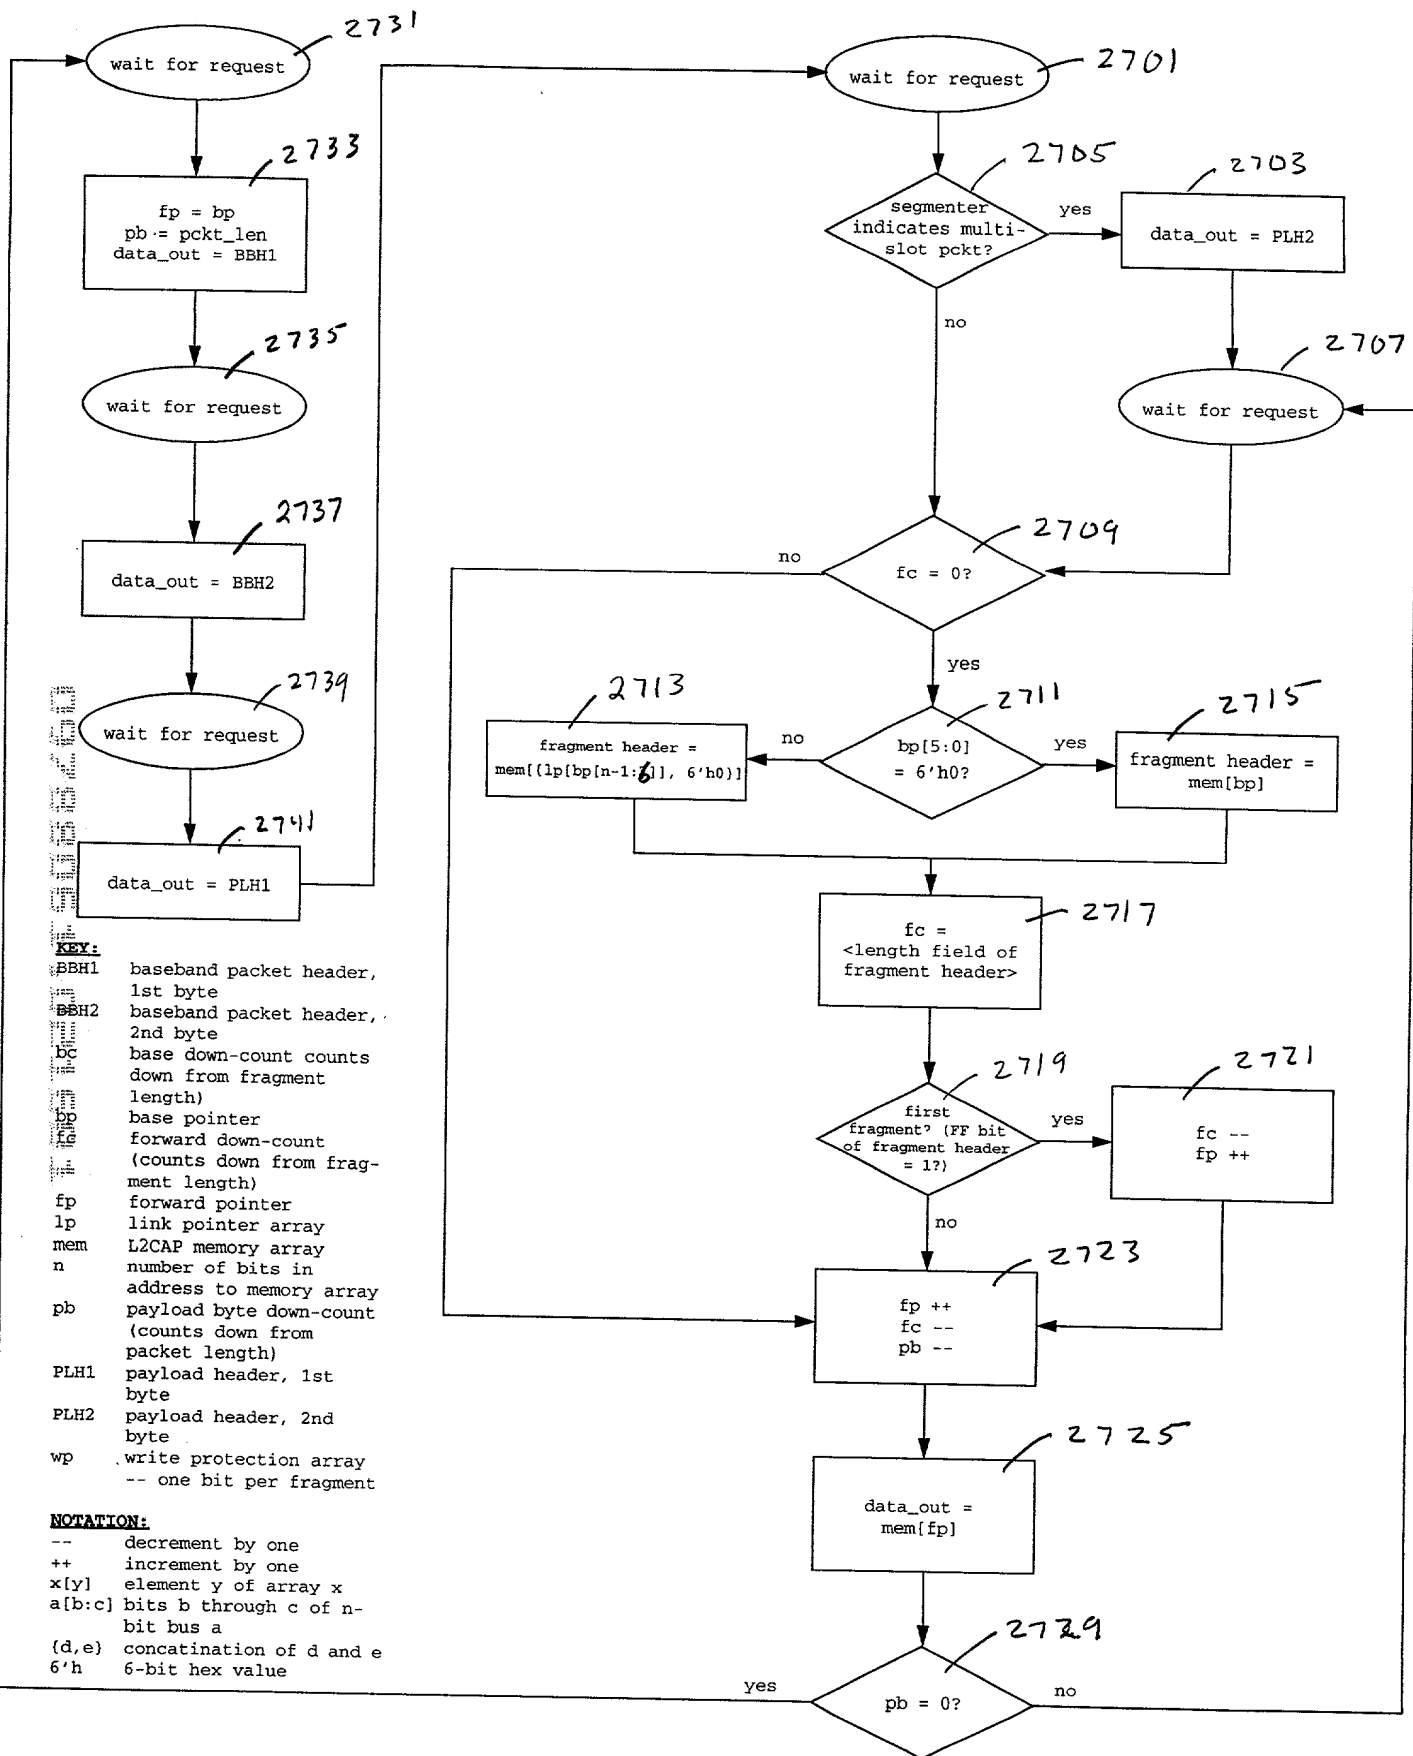 2731
wait for request
2733
fp = bp
pb = pckt_len
data_out = BBH1
2735
wait for request
2737
data_out = BBH2
2739
wait for request
2741
data_out = PLH1
2701
wait for request
2705
segmenter
indicates multi-
slot pckt?
yes
no
2703
data_out = PLH2
2707
wait for request
2709
fc = 0?
no
yes
2711
bp[5:0]
= 6'h0?
no
yes
2713
fragment header =
mem[(lp[bp[n-1:6]], 6'h0)]
2715
fragment header =
mem[bp]
2717
fc =
<length field of
fragment header>
2719
first
fragment? (FF bit
of fragment header
= 1?)
yes
no
2721
fc --
fp ++
2723
fp ++
fc --
pb --
2725
data_out =
mem[fp]
2729
pb = 0?
yes
no
KEY:
BBH1 baseband packet header,
1st byte
BBH2 baseband packet header,
2nd byte
bc base down-count counts
down from fragment
length)
bp base pointer
fc forward down-count
(counts down from frag-
ment length)
fp forward pointer
lp link pointer array
mem L2CAP memory array
n number of bits in
address to memory array
pb payload byte down-count
(counts down from
packet length)
PLH1 payload header, 1st
byte
PLH2 payload header, 2nd
byte
wp write protection array
-- one bit per fragment
NOTATION:
-- decrement by one
++ increment by one
x[y] element y of array x
a[b:c] bits b through c of n-
bit bus a
{d,e} concatination of d and e
6'h 6-bit hex value